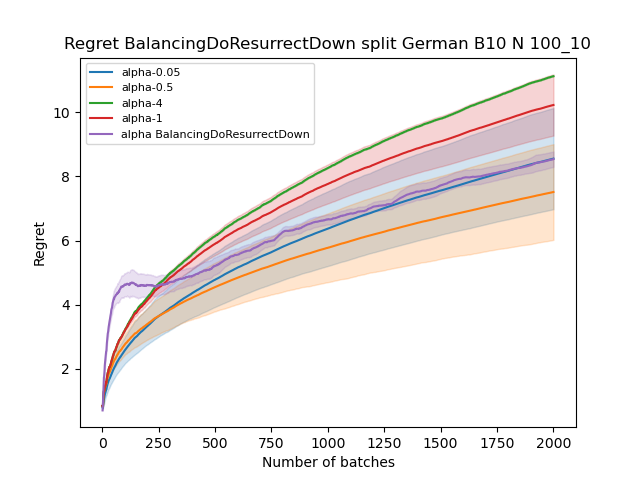 Regret BalancingDoResurrectDown split German B10 N 100_10
alpha-0.05
alpha-0.5
alpha-4
alpha-1
alpha BalancingDoResurrectDown
10
8
6
4
2
Regret
0 250 500 750 1000 1250 1500 1750 2000
Number of batches